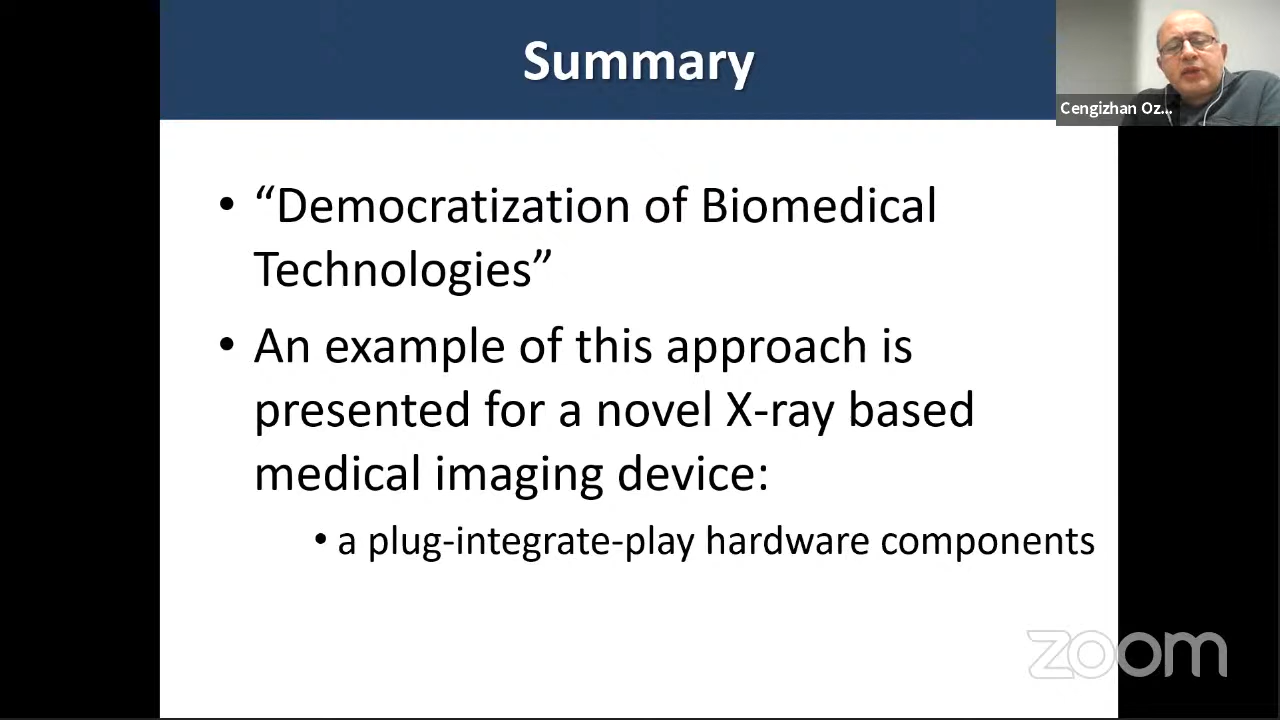 Summary
Cengizhan Oz...
• “Democratization of Biomedical
Technologies”
• An example of this approach is
presented for a novel X-ray based
medical imaging device:
• a plug-integrate-play hardware components
zoom